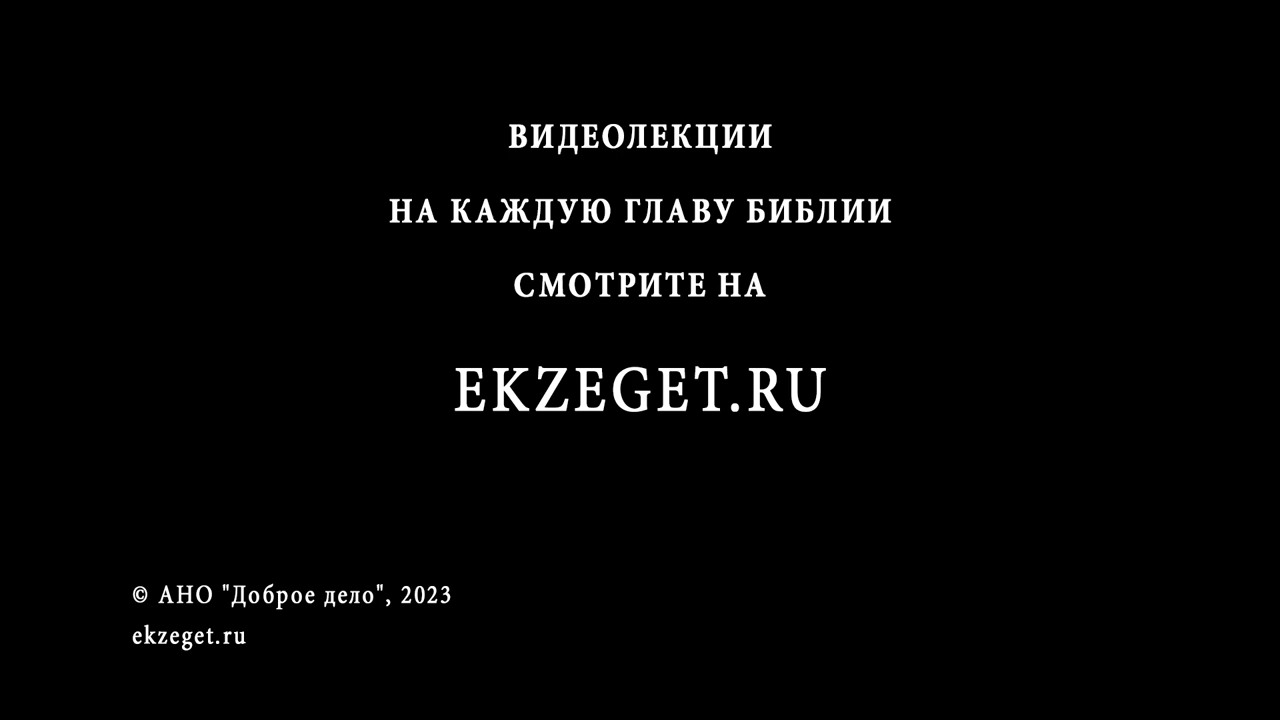 ВИДЕОЛЕКЦИИ
НА КАЖДУЮ ГЛАВУ БИБЛИИ
СМОТРИТЕ НА
EKZEGET.RU
© АНО "Доброе дело", 2023
ekzeget.ru